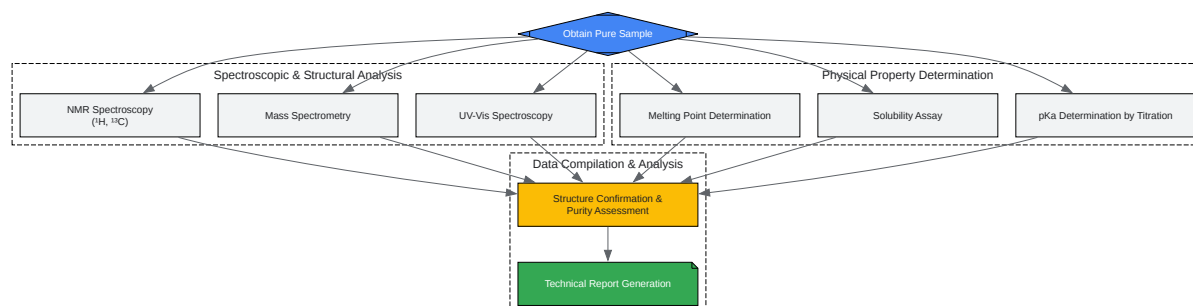 Obtain Pure Sample
Spectroscopic & Structural Analysis
Physical Property Determination
NMR Spectroscopy
(¹H, ¹³C)
Mass Spectrometry
UV-Vis Spectroscopy
Melting Point Determination
Solubility Assay
pKa Determination by Titration
Data Compilation & Analysis
Structure Confirmation &
Purity Assessment
Technical Report Generation